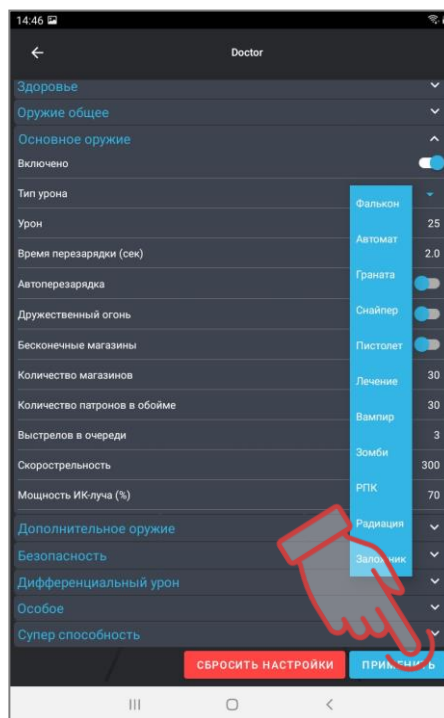 14:46
Doctor
Здоровье
Оружие общее
Основное оружие
Включено
Тип урона
Фалькон
Урон 25
Автомат
Время перезарядки (сек) 2.0
Граната
Автоперезарядка
Снайпер
Дружественный огонь
Пистолет
Бесконечные магазины
Лечение
Количество магазинов 30
Вампир
Количество патронов в обойме 30
Выстрелов в очереди 3
Зомби
Скорострельность 300
РПК
Мощность ИК-луча (%) 70
Радиация
Дополнительное оружие
Заложник
Безопасность
Дифференциальный урон
Особое
Супер способность
СБРОСИТЬ НАСТРОЙКИ ПРИМЕНИТЬ